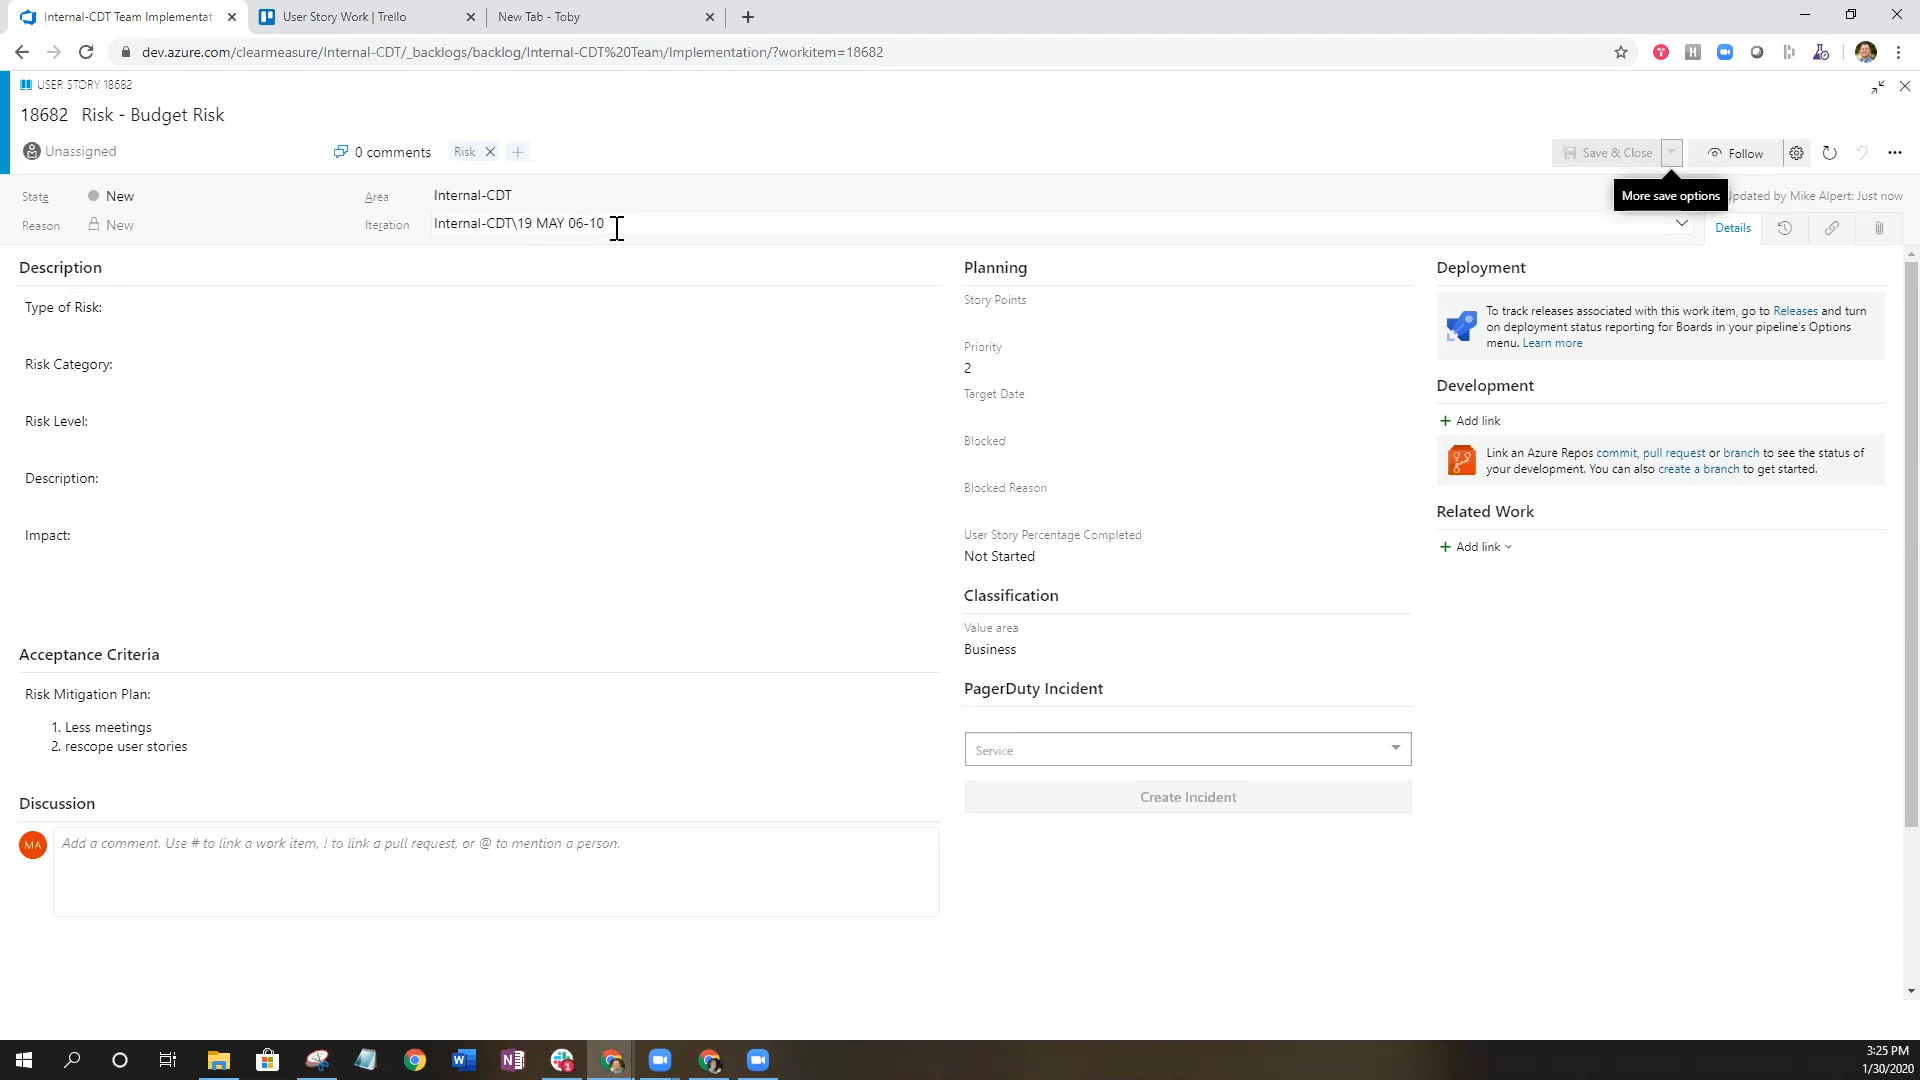 Internal-CDT Team Implementat
User Story Work | Trello
New Tab - Toby
dev.azure.com/clearmeasure/Internal-CDT/_backlogs/backlog/Internal-CDT%20Team/Implementation/?workitem=18682
USER STORY 18682
18682 Risk - Budget Risk
Unassigned
0 comments
Risk
Save & Close
Follow
More save options
pdated by Mike Alpert: Just now
State
New
Area
Internal-CDT
Reason
New
Iteration
Internal-CDT\19 MAY 06-10
Details
Description
Type of Risk:
Risk Category:
Risk Level:
Description:
Impact:
Acceptance Criteria
Risk Mitigation Plan:
1. Less meetings
2. rescope user stories
Discussion
MA
Add a comment. Use # to link a work item, ! to link a pull request, or @ to mention a person.
Planning
Story Points
Priority
2
Target Date
Blocked
Blocked Reason
User Story Percentage Completed
Not Started
Classification
Value area
Business
PagerDuty Incident
Service
Create Incident
Deployment
To track releases associated with this work item, go to Releases and turn
on deployment status reporting for Boards in your pipeline's Options
menu. Learn more
Development
Add link
Link an Azure Repos commit, pull request or branch to see the status of
your development. You can also create a branch to get started.
Related Work
Add link
3:25 PM
1/30/2020